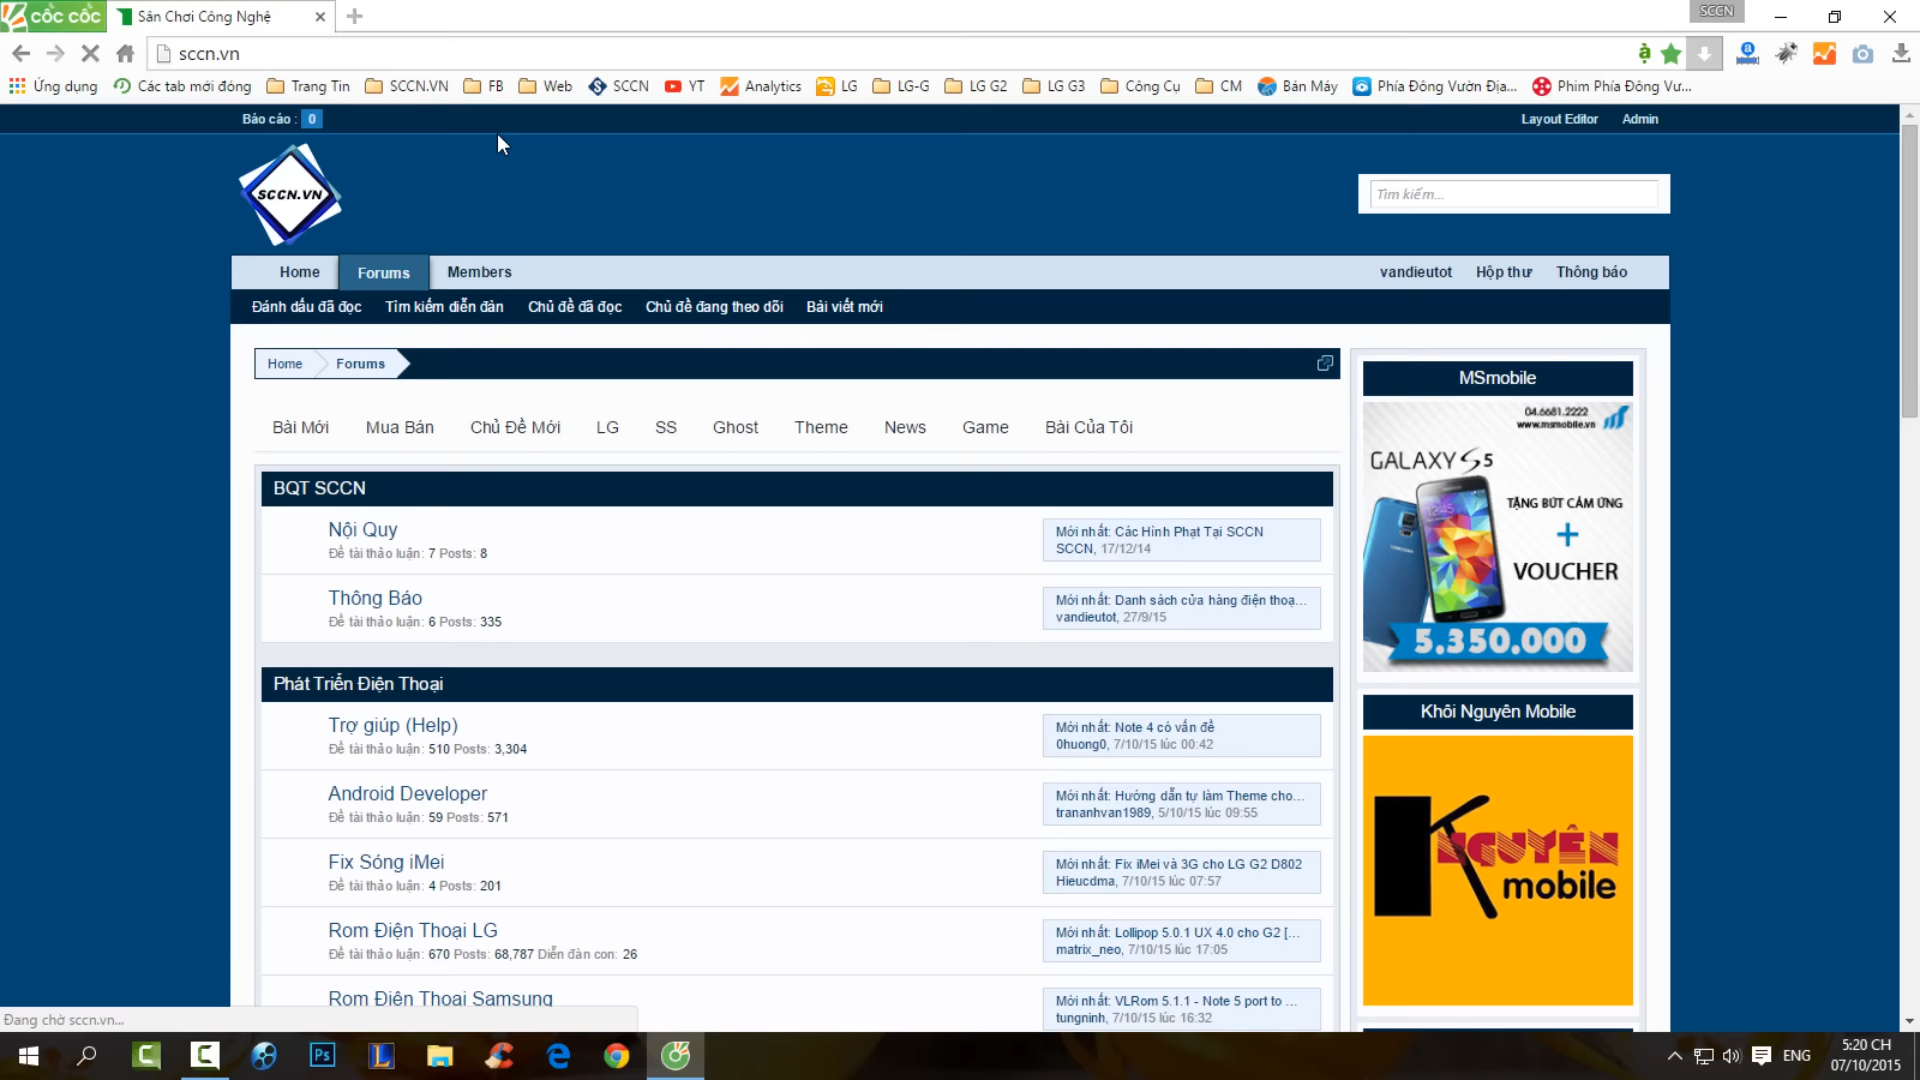 cốc cốc
Sân Chơi Công Nghệ
SCCN
sccn.vn
Ứng dụng
Các tab mới đóng
Trang Tin
SCCN.VN
FB
Web
SCCN
YT
Analytics
LG
LG-G
LG G2
LG G3
Công Cụ
CM
Bán Máy
Phía Đông Vườn Địa...
Phim Phía Đông Vư...
Báo cáo : 0
Layout Editor
Admin
SCCN.VN
Tìm kiếm...
Home
Forums
Members
vandieutot
Hộp thư
Thông báo
Đánh dấu đã đọc
Tìm kiếm diễn đàn
Chủ đề đã đọc
Chủ đề đang theo dõi
Bài viết mới
Home
Forums
Bài Mới
Mua Bán
Chủ Đề Mới
LG
SS
Ghost
Theme
News
Game
Bài Của Tôi
BQT SCCN
Nội Quy
Đề tài thảo luận: 7 Posts: 8
Mới nhất: Các Hình Phạt Tại SCCN
SCCN, 17/12/14
Thông Báo
Đề tài thảo luận: 6 Posts: 335
Mới nhất: Danh sách cửa hàng điện thoạ...
vandieutot, 27/9/15
Phát Triển Điện Thoại
Trợ giúp (Help)
Đề tài thảo luận: 510 Posts: 3,304
Mới nhất: Note 4 có vấn đề
0huong0, 7/10/15 lúc 00:42
Android Developer
Đề tài thảo luận: 59 Posts: 571
Mới nhất: Hướng dẫn tự làm Theme cho...
trananhvan1989, 5/10/15 lúc 09:55
Fix Sóng iMei
Đề tài thảo luận: 4 Posts: 201
Mới nhất: Fix iMei và 3G cho LG G2 D802
Hieucdma, 7/10/15 lúc 07:57
Rom Điện Thoại LG
Đề tài thảo luận: 670 Posts: 68,787 Diễn đàn con: 26
Mới nhất: Lollipop 5.0.1 UX 4.0 cho G2 [...
matrix_neo, 7/10/15 lúc 17:05
Rom Điện Thoại Samsung
Mới nhất: VLRom 5.1.1 - Note 5 port to ...
tungninh, 7/10/15 lúc 16:32
MSmobile
04.6681.2222
www.msmobile.vn
GALAXY S5
TẶNG BÚT CẢM ỨNG
+
VOUCHER
5.350.000
Khôi Nguyên Mobile
K NGUYÊN
mobile
Đang chờ sccn.vn...
Ps
ENG
5:20 CH
07/10/2015